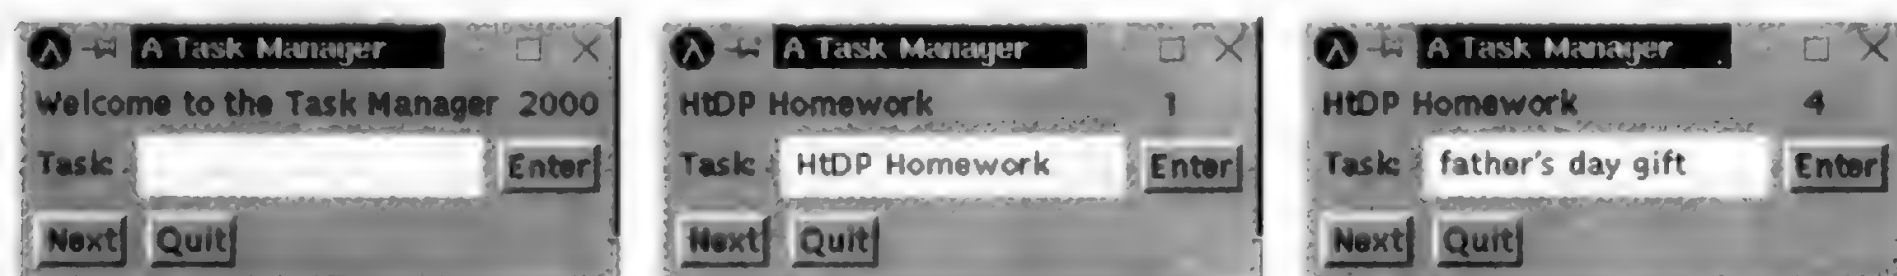 A Task Manager
Welcome to the Task Manager 2000
Task: Enter
Next Quit
A Task Manager
HtDP Homework 1
Task: HtDP Homework Enter
Next Quit
A Task Manager
HtDP Homework 4
Task: father's day gift Enter
Next Quit